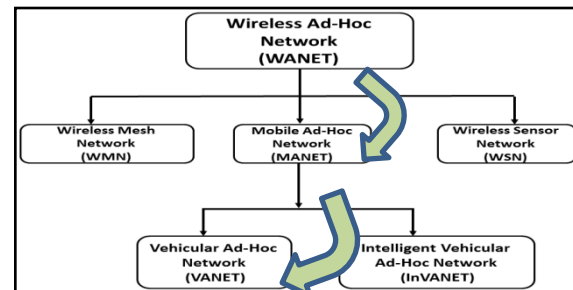 Wireless Ad-Hoc
Network
(WANET)
Wireless Mesh
Network
(WMN)
Mobile Ad-Hoc
Network
(MANET)
Wireless Sensor
Network
(WSN)
Vehicular Ad-Hoc
Network
(VANET)
Intelligent Vehicular
Ad-Hoc Network
(InVANET)